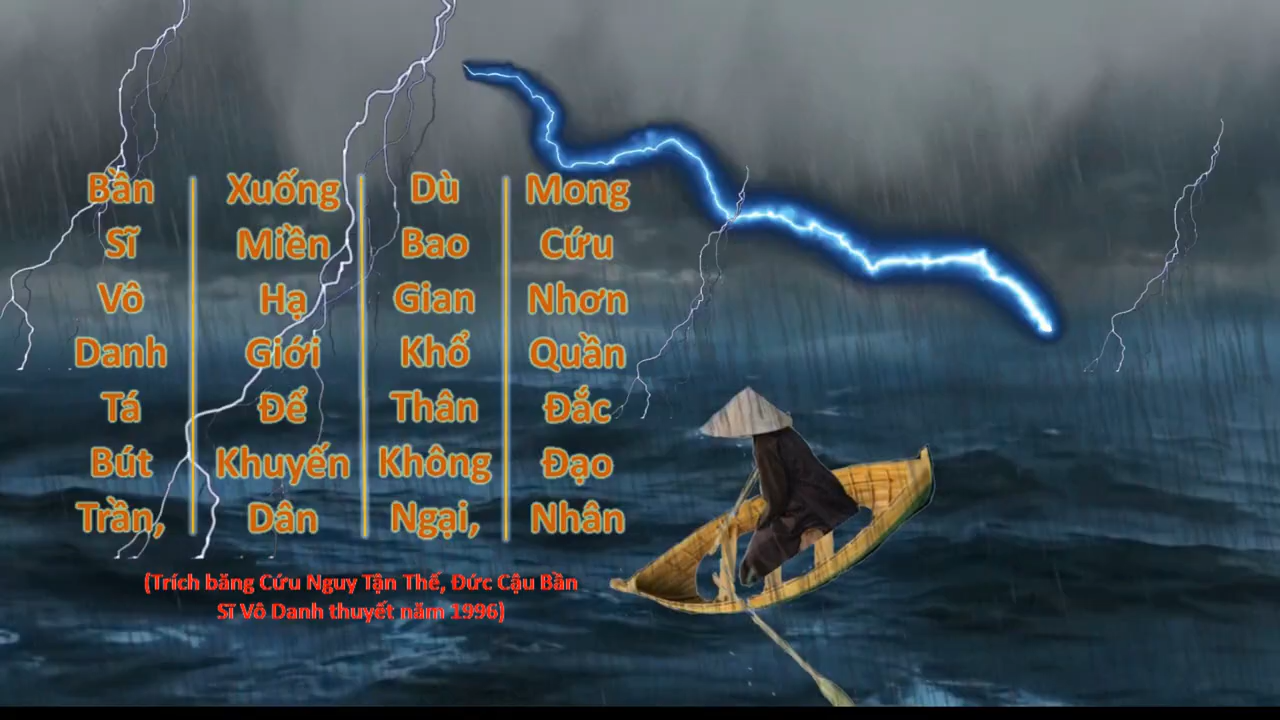 Bần Sĩ Vô Danh Tá Bút Trần,
Xuống Miền Hạ Giới Để Khuyến Dân
Dù Bao Gian Khổ Thân Không Ngại,
Mong Cứu Nhơn Quần Đắc Đạo Nhân
(Trích băng Cứu Nguy Tận Thế, Đức Cậu Bần
Sĩ Vô Danh thuyết năm 1996)